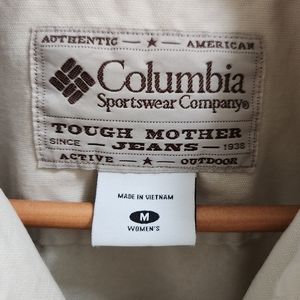 AUTHENTIC — ★ — AMERICAN
Columbia
Sportswear Company®
TOUGH MOTHER
SINCE — JEANS — 1938
ACTIVE — ★ — OUTDOOR
MADE IN VIETNAM
M
WOMEN'S